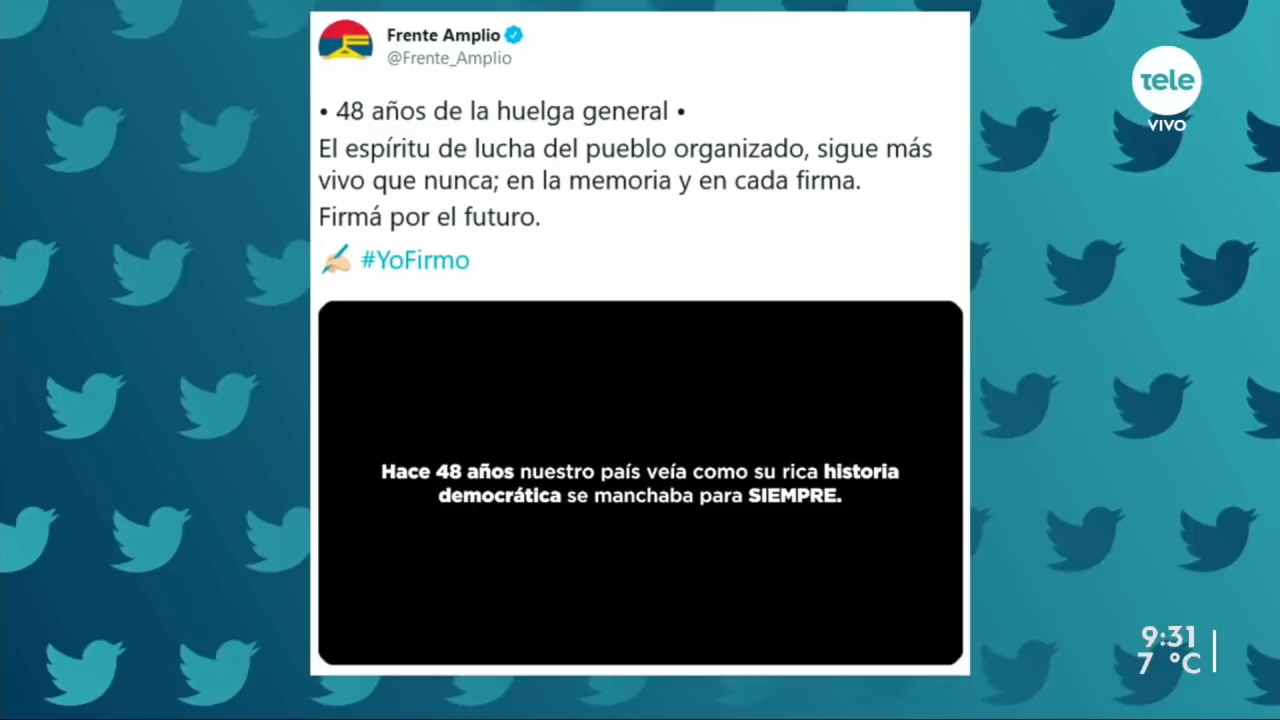 Frente Amplio
@Frente_Amplio
• 48 años de la huelga general •
El espíritu de lucha del pueblo organizado, sigue más
vivo que nunca; en la memoria y en cada firma.
Firmá por el futuro.
#YoFirmo
Hace 48 años nuestro país veía como su rica historia
democrática se manchaba para SIEMPRE.
tele
VIVO
9:31
7 °C